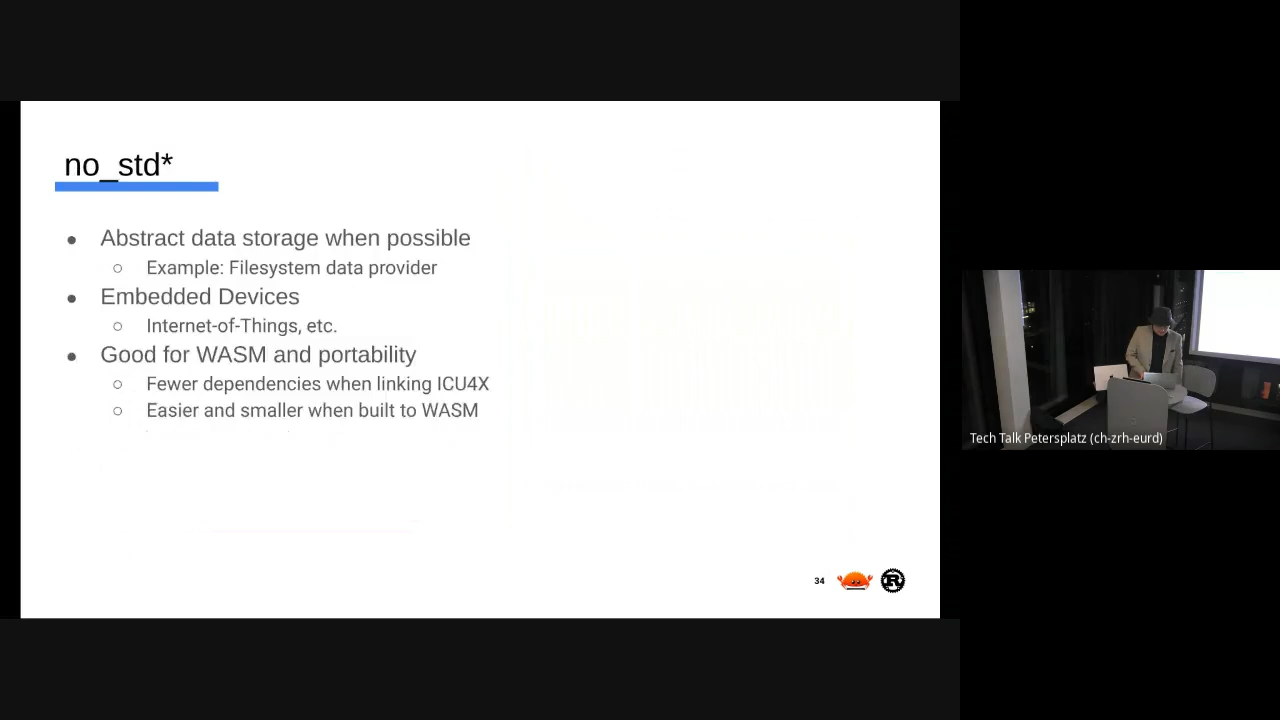 no_std*
● Abstract data storage when possible
○ Example: Filesystem data provider
● Embedded Devices
○ Internet-of-Things, etc.
● Good for WASM and portability
○ Fewer dependencies when linking ICU4X
○ Easier and smaller when built to WASM
34
R
Tech Talk Petersplatz (ch-zrh-eurd)